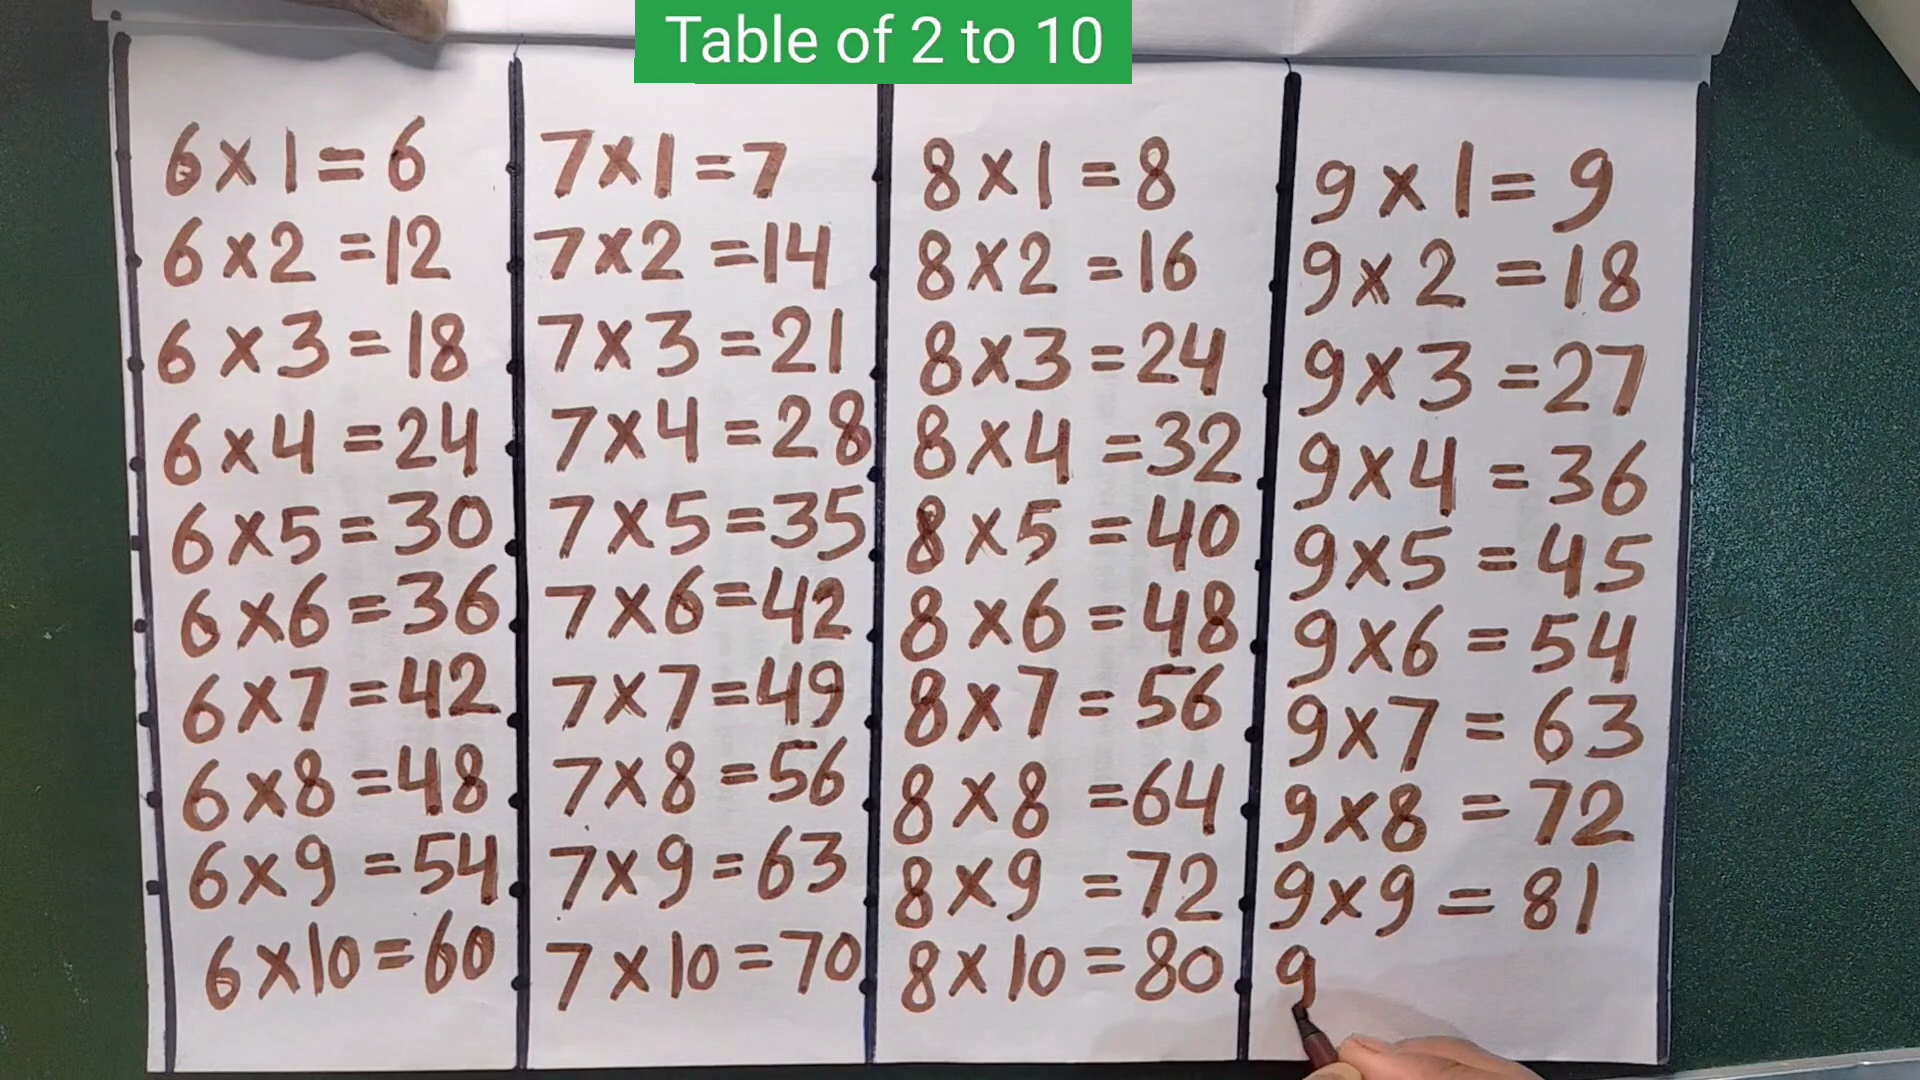 Table of 2 to 10
6 x 1 = 6
6 x 2 = 12
6 x 3 = 18
6 x 4 = 24
6 x 5 = 30
6 x 6 = 36
6 x 7 = 42
6 x 8 = 48
6 x 9 = 54
6 x 10 = 60
7 x 1 = 7
7 x 2 = 14
7 x 3 = 21
7 x 4 = 28
7 x 5 = 35
7 x 6 = 42
7 x 7 = 49
7 x 8 = 56
7 x 9 = 63
7 x 10 = 70
8 x 1 = 8
8 x 2 = 16
8 x 3 = 24
8 x 4 = 32
8 x 5 = 40
8 x 6 = 48
8 x 7 = 56
8 x 8 = 64
8 x 9 = 72
8 x 10 = 80
9 x 1 = 9
9 x 2 = 18
9 x 3 = 27
9 x 4 = 36
9 x 5 = 45
9 x 6 = 54
9 x 7 = 63
9 x 8 = 72
9 x 9 = 81
9